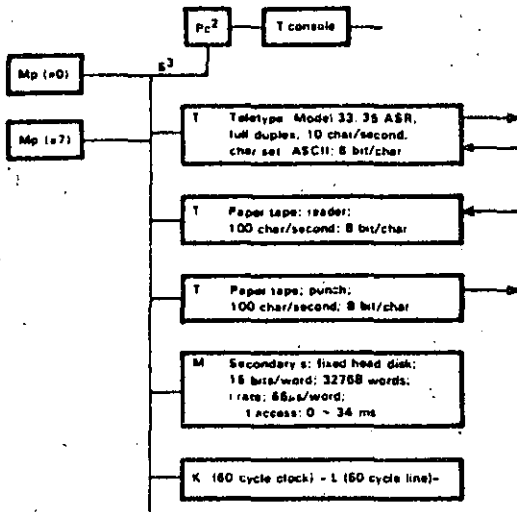 Pc2
T console
S3
Mp (#0)
Mp (#7)
T Teletype Model 33, 35 ASR,
full duplex, 10 char/second,
char set ASCII; 8 bit/char
T Paper tape; reader;
100 char/second; 8 bit/char
T Paper tape; punch;
100 char/second; 8 bit/char
M Secondary s; fixed head disk;
16 bits/word; 32768 words;
t rate; 66μs/word;
t access: 0 ~ 34 ms
K (60 cycle clock) - L (60 cycle line)-